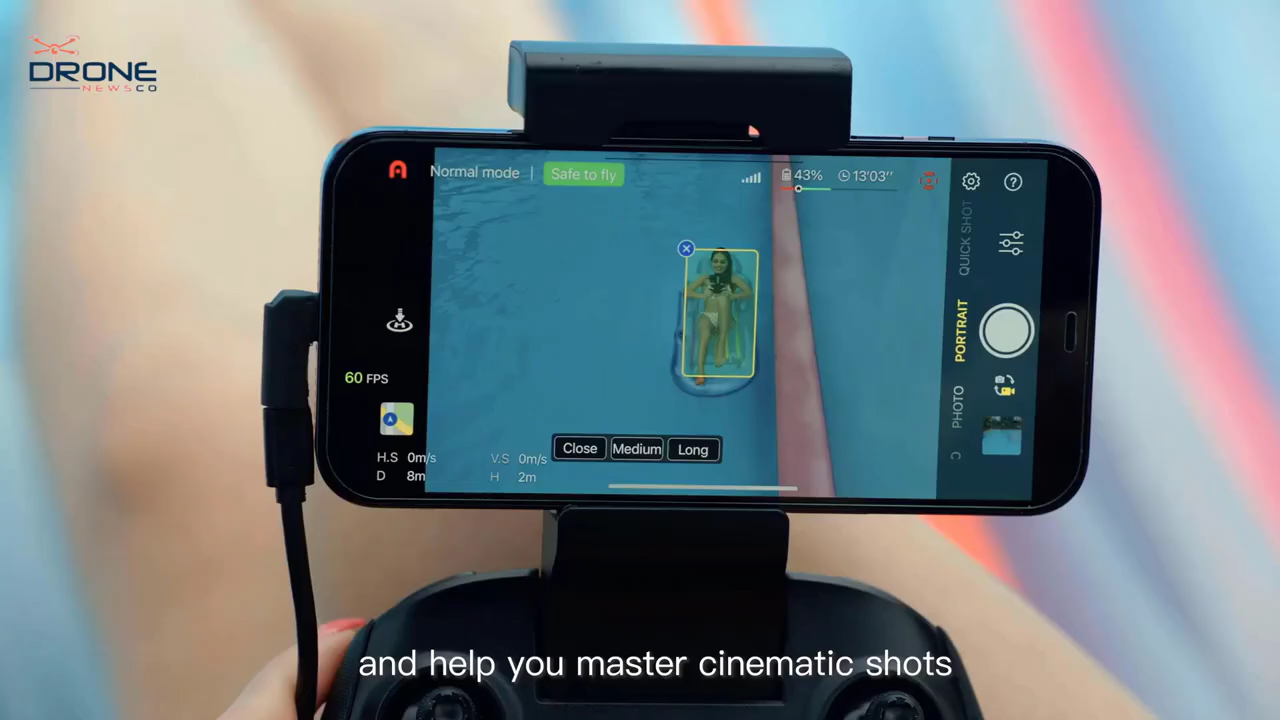 DRONE
NEWSCO
Normal mode | Safe to fly
43%
13'03''
QUICK SHOT
PORTRAIT
PHOTO
60 FPS
Close
Medium
Long
H.S 0m/s
V.S 0m/s
D 8m
H 2m
and help you master cinematic shots